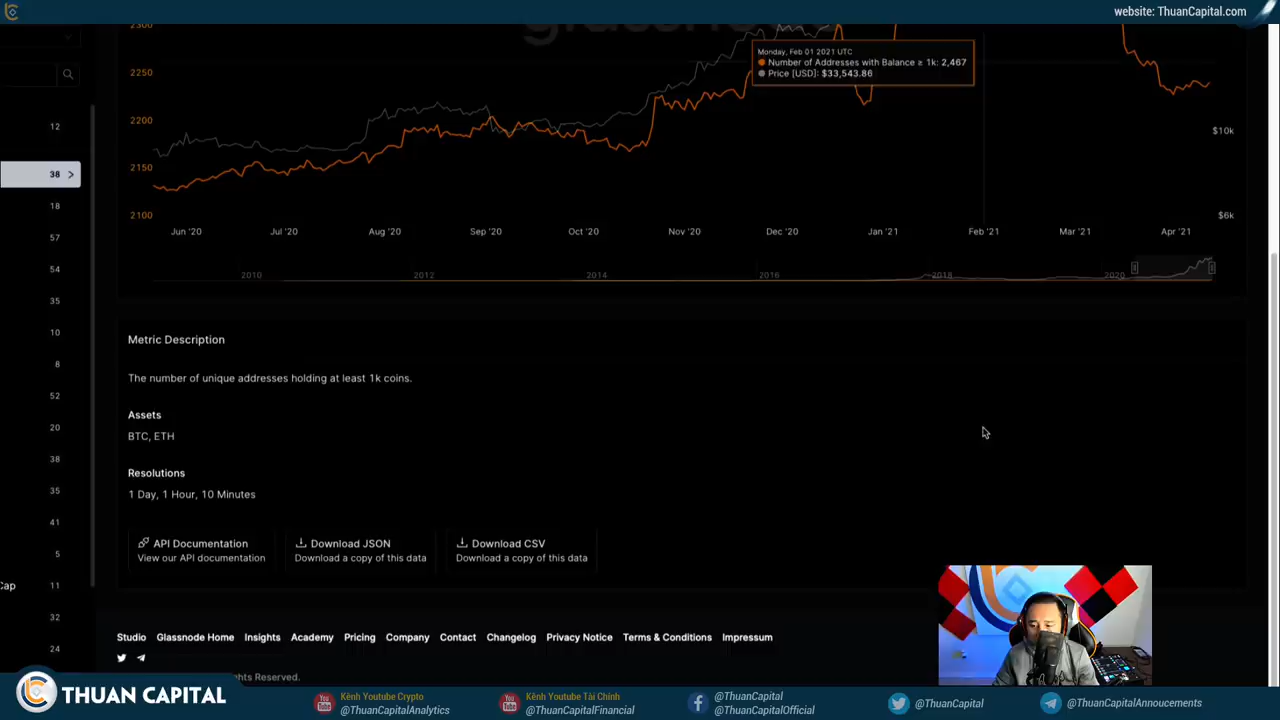 website: ThuanCapital.com
glassnode
2300
Monday, Feb 01 2021 UTC
Number of Addresses with Balance ≥ 1k: 2,467
Price [USD]: $33,543.86
2250
2200
2150
2100
$10k
$6k
Jun '20
Jul '20
Aug '20
Sep '20
Oct '20
Nov '20
Dec '20
Jan '21
Feb '21
Mar '21
Apr '21
2010
2012
2014
2016
2018
2020
12
38 >
18
57
54
35
10
8
52
20
38
35
41
5
Cap 11
32
24
Metric Description
The number of unique addresses holding at least 1k coins.
Assets
BTC, ETH
Resolutions
1 Day, 1 Hour, 10 Minutes
API Documentation
View our API documentation
Download JSON
Download a copy of this data
Download CSV
Download a copy of this data
Studio Glassnode Home Insights Academy Pricing Company Contact Changelog Privacy Notice Terms & Conditions Impressum
ghts Reserved.
THUAN CAPITAL
Kênh Youtube Crypto
@ThuanCapitalAnalytics
Kênh Youtube Tài Chính
@ThuanCapitalFinancial
@ThuanCapital
@ThuanCapitalOfficial
@ThuanCapital
@ThuanCapitalAnnoucements